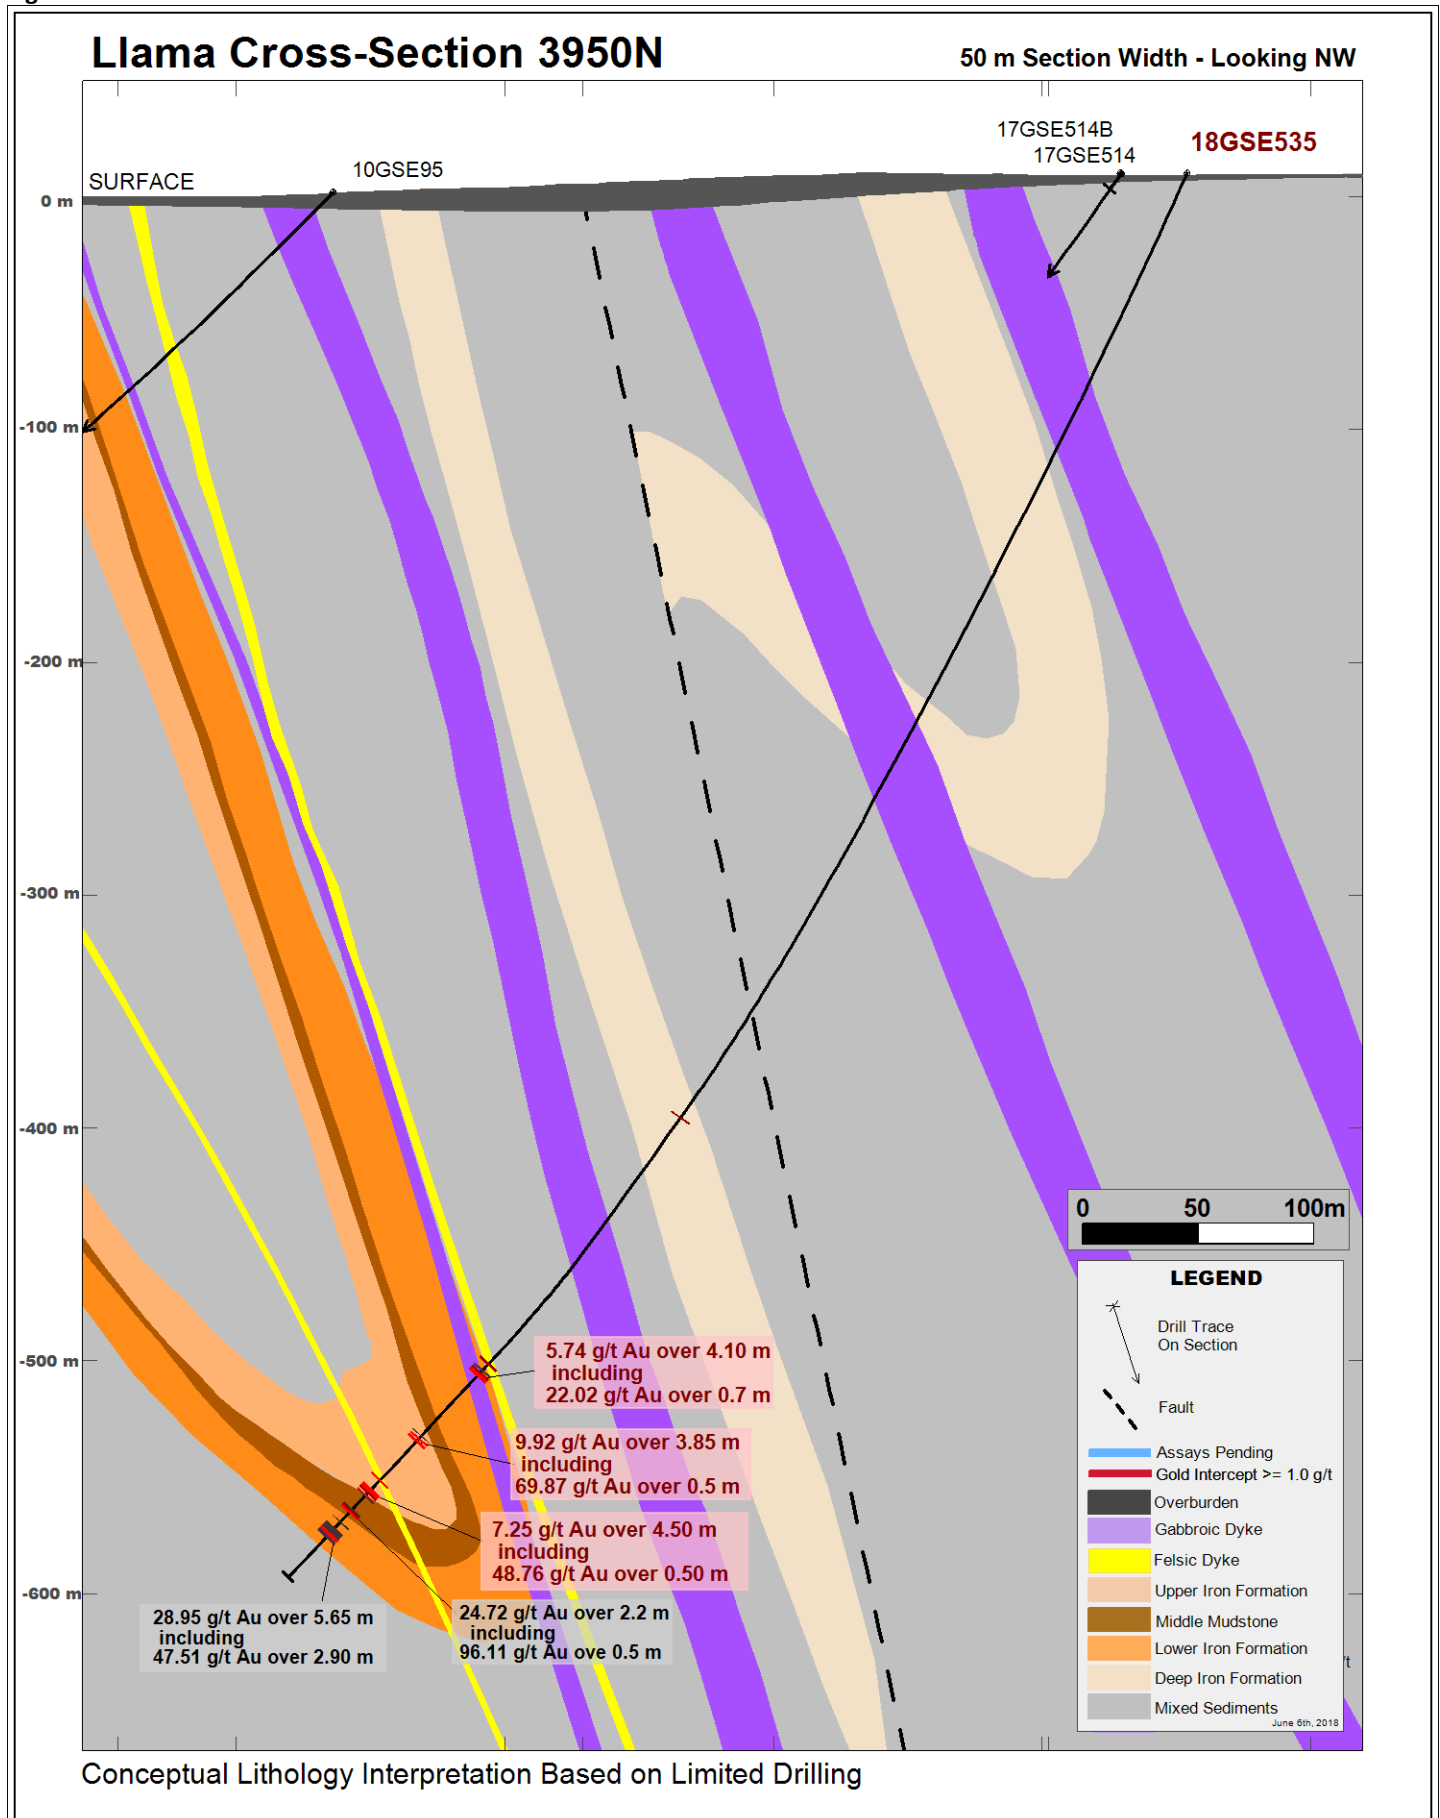 Llama Cross-Section 3950N
50 m Section Width - Looking NW
17GSE514B
17GSE514
18GSE535
10GSE95
SURFACE
0 m
-100 m
-200 m
-300 m
-400 m
-500 m
-600 m
0 50 100m
LEGEND
Drill Trace
On Section
Fault
Assays Pending
Gold Intercept >= 1.0 g/t
Overburden
Gabbroic Dyke
Felsic Dyke
Upper Iron Formation
Middle Mudstone
Lower Iron Formation
Deep Iron Formation
Mixed Sediments
June 6th, 2018
/t
5.74 g/t Au over 4.10 m
including
22.02 g/t Au over 0.7 m
9.92 g/t Au over 3.85 m
including
69.87 g/t Au over 0.5 m
7.25 g/t Au over 4.50 m
including
48.76 g/t Au over 0.50 m
24.72 g/t Au over 2.2 m
including
96.11 g/t Au ove 0.5 m
28.95 g/t Au over 5.65 m
including
47.51 g/t Au over 2.90 m
Conceptual Lithology Interpretation Based on Limited Drilling